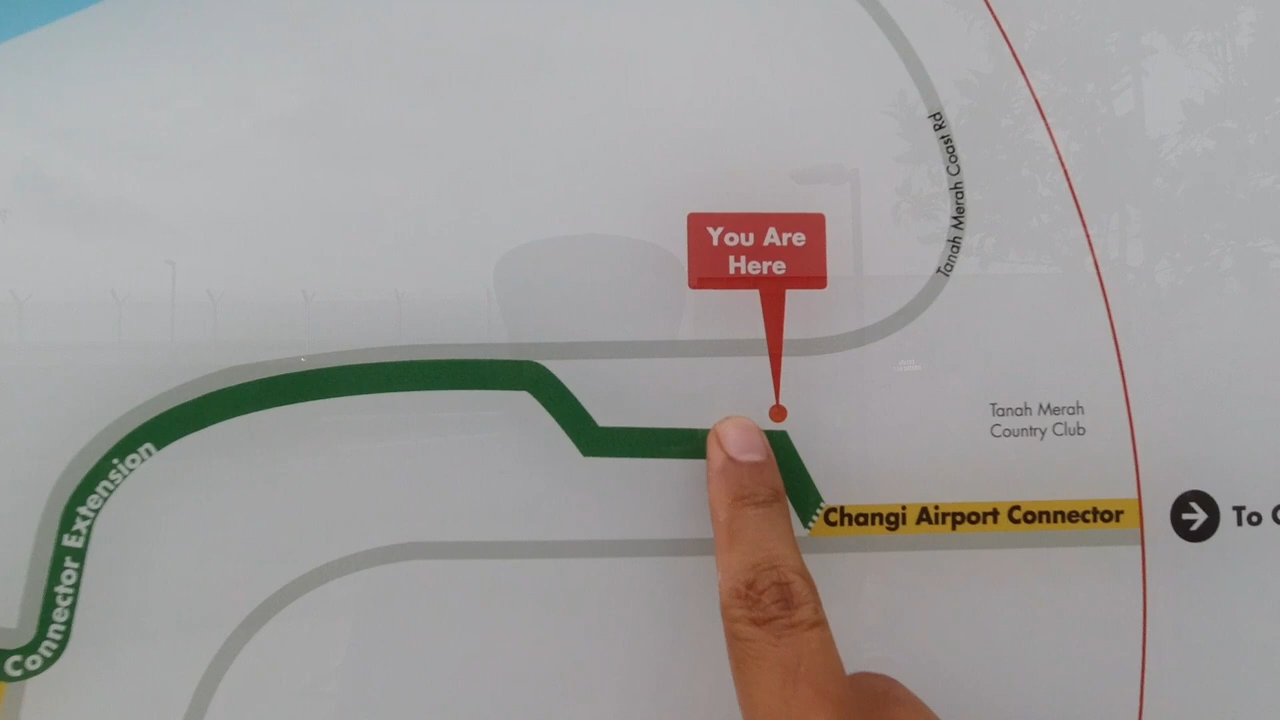 Tanah Merah Coast Rd
You Are
Here
Tanah Merah
Country Club
Changi Airport Connector
To
Connector Extension